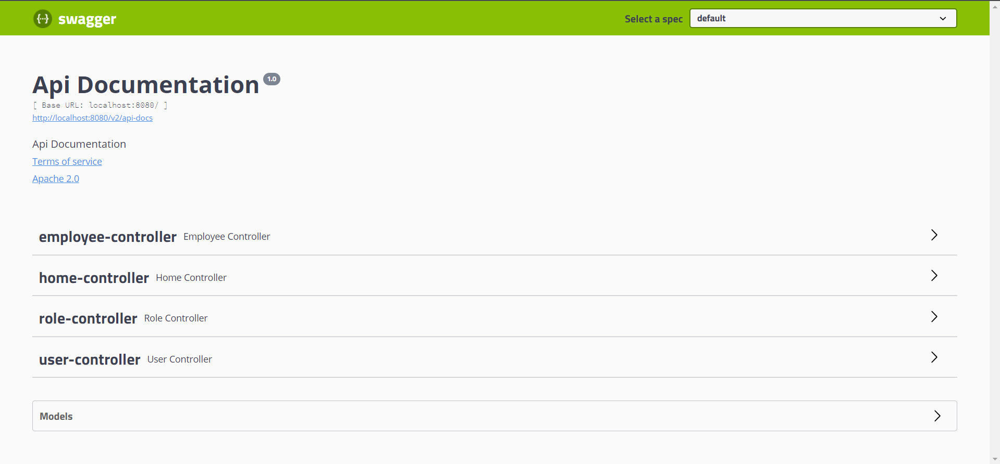 {···} swagger
Select a spec default
Api Documentation 1.0
[ Base URL: localhost:8080/ ]
http://localhost:8080/v2/api-docs
Api Documentation
Terms of service
Apache 2.0
employee-controller Employee Controller
home-controller Home Controller
role-controller Role Controller
user-controller User Controller
Models